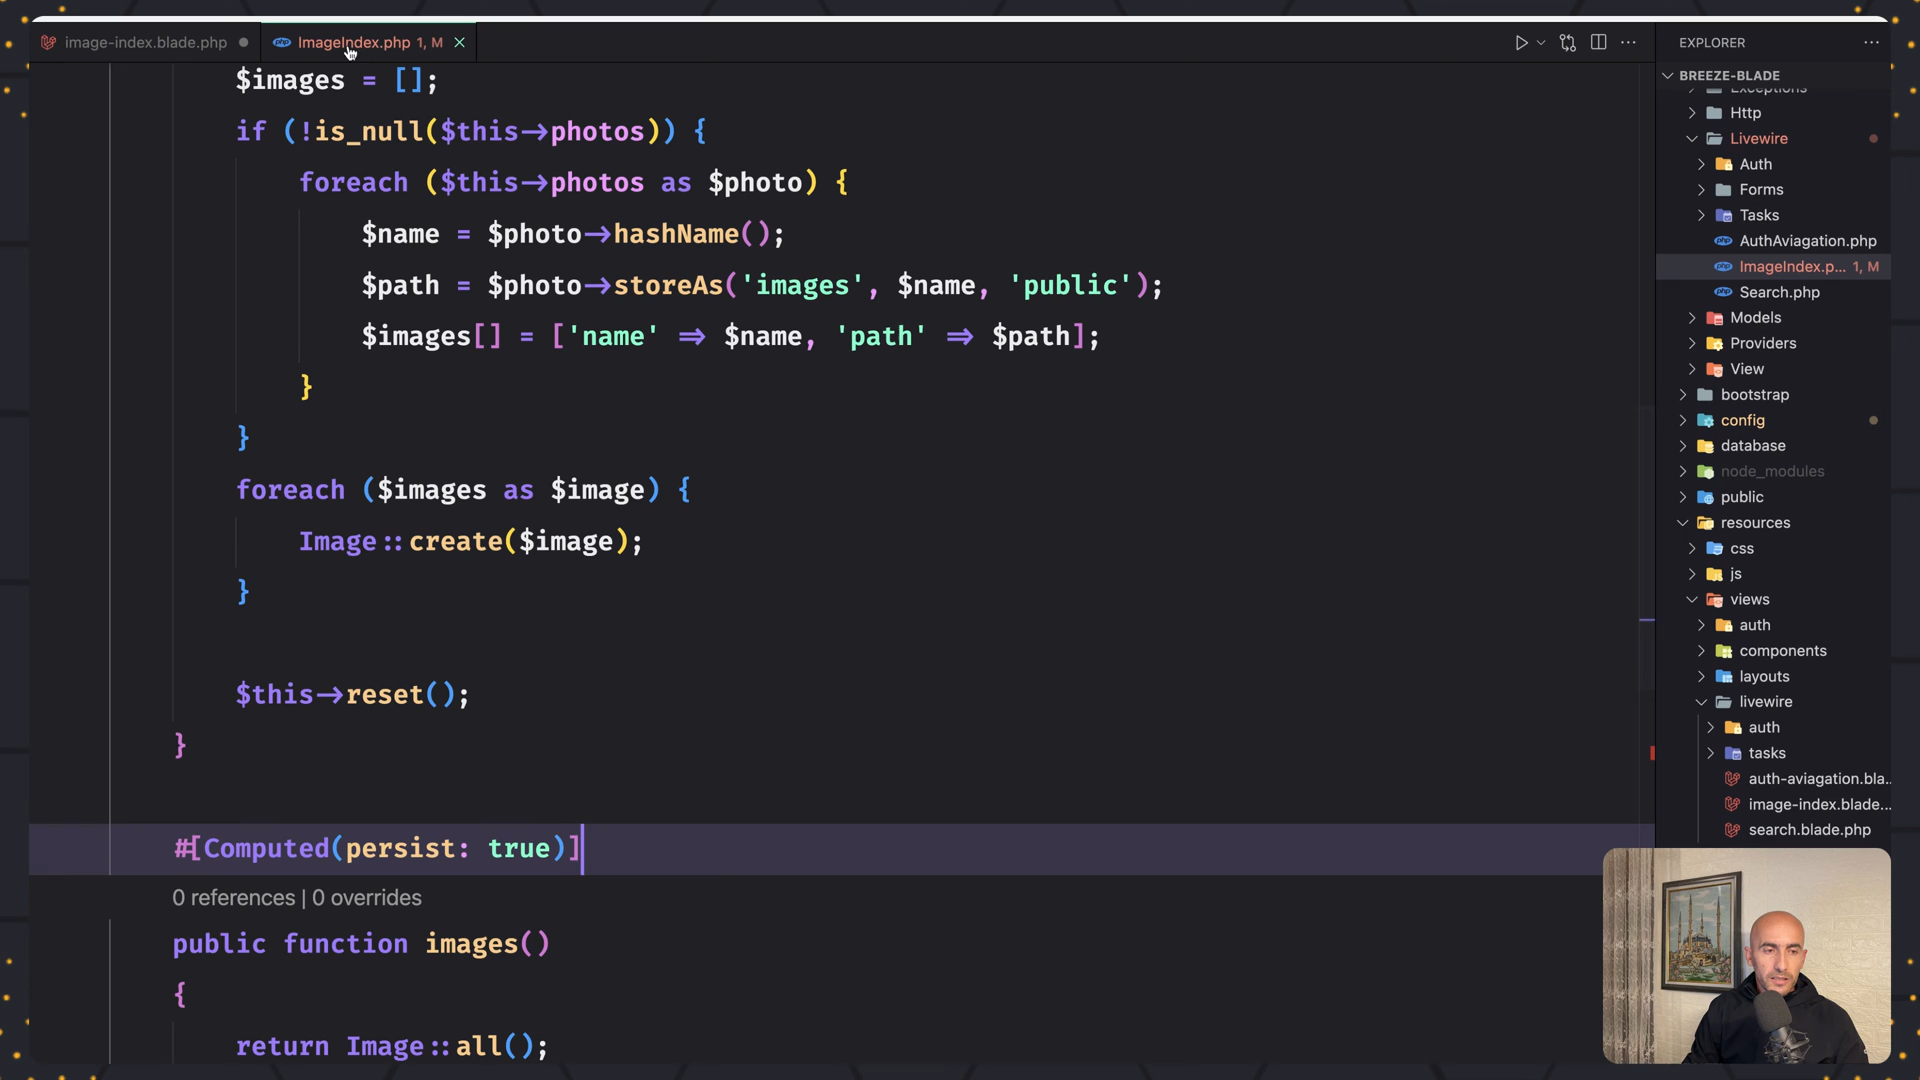 image-index.blade.php
ImageIndex.php 1, M
$images = [];
if (!is_null($this->photos)) {
foreach ($this->photos as $photo) {
$name = $photo->hashName();
$path = $photo->storeAs('images', $name, 'public');
$images[] = ['name' => $name, 'path' => $path];
}
}
foreach ($images as $image) {
Image::create($image);
}
$this->reset();
}
#[Computed(persist: true)]
0 references | 0 overrides
public function images()
{
return Image::all();
EXPLORER
BREEZE-BLADE
Exceptions
Http
Livewire
Auth
Forms
Tasks
AuthAviagation.php
ImageIndex.p... 1, M
Search.php
Models
Providers
View
bootstrap
config
database
node_modules
public
resources
css
js
views
auth
components
layouts
livewire
auth
tasks
auth-aviagation.bla...
image-index.blade...
search.blade.php